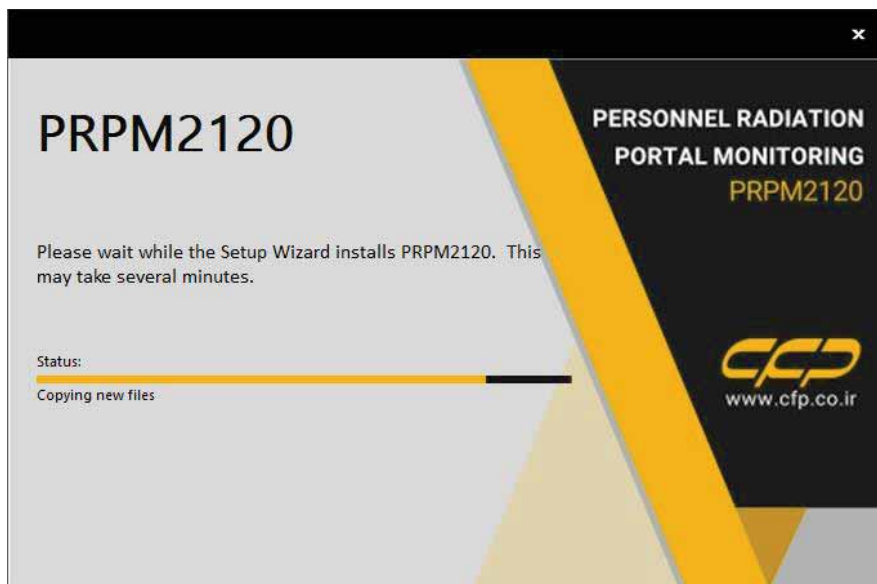 PRPM2120
Please wait while the Setup Wizard installs PRPM2120.  This
may take several minutes.
Status:
Copying new files
PERSONNEL RADIATION
PORTAL MONITORING
PRPM2120
cfp
www.cfp.co.ir